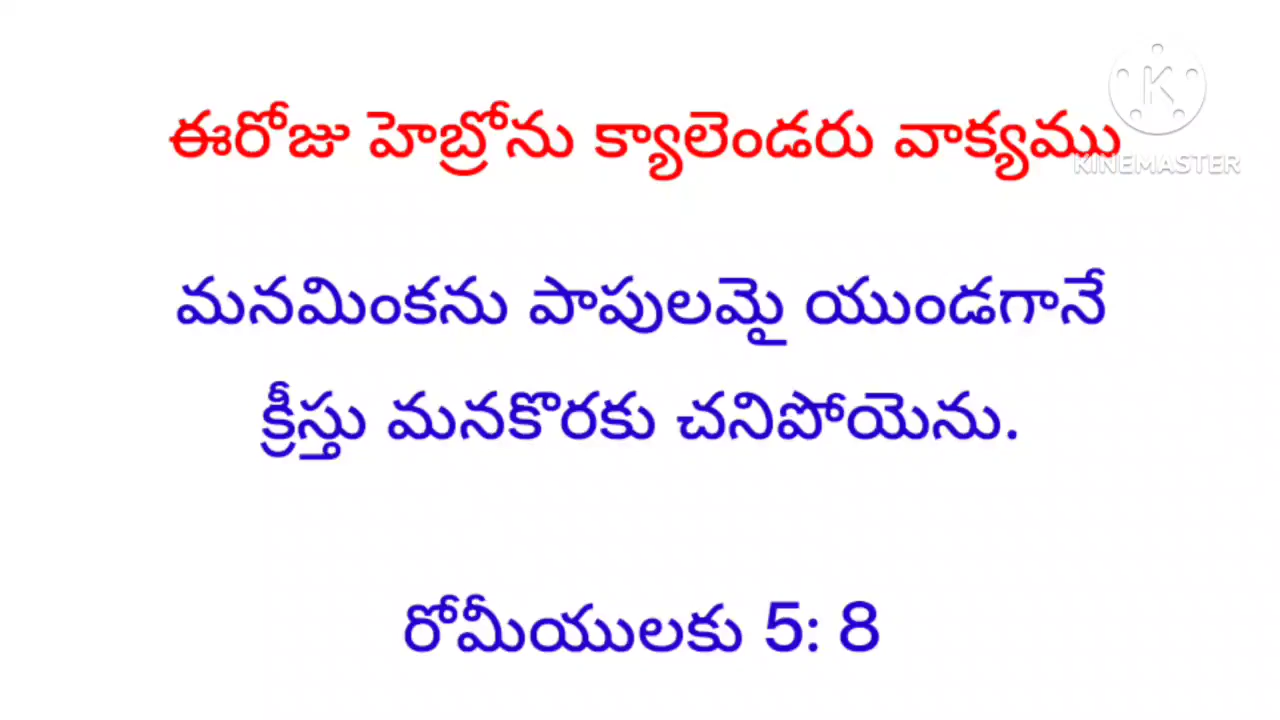 ఈరోజు హెబ్రోను క్యాలెండరు వాక్యము
K
KINEMASTER
మనమింకను పాపులమై యుండగానే
క్రీస్తు మనకొరకు చనిపోయెను.
రోమీయులకు 5: 8